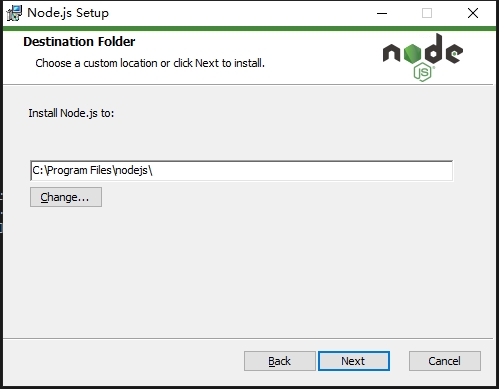 Node.js Setup
Destination Folder
Choose a custom location or click Next to install.
node
JS
Install Node.js to:
C:\Program Files\nodejs\
Change...
Back
Next
Cancel